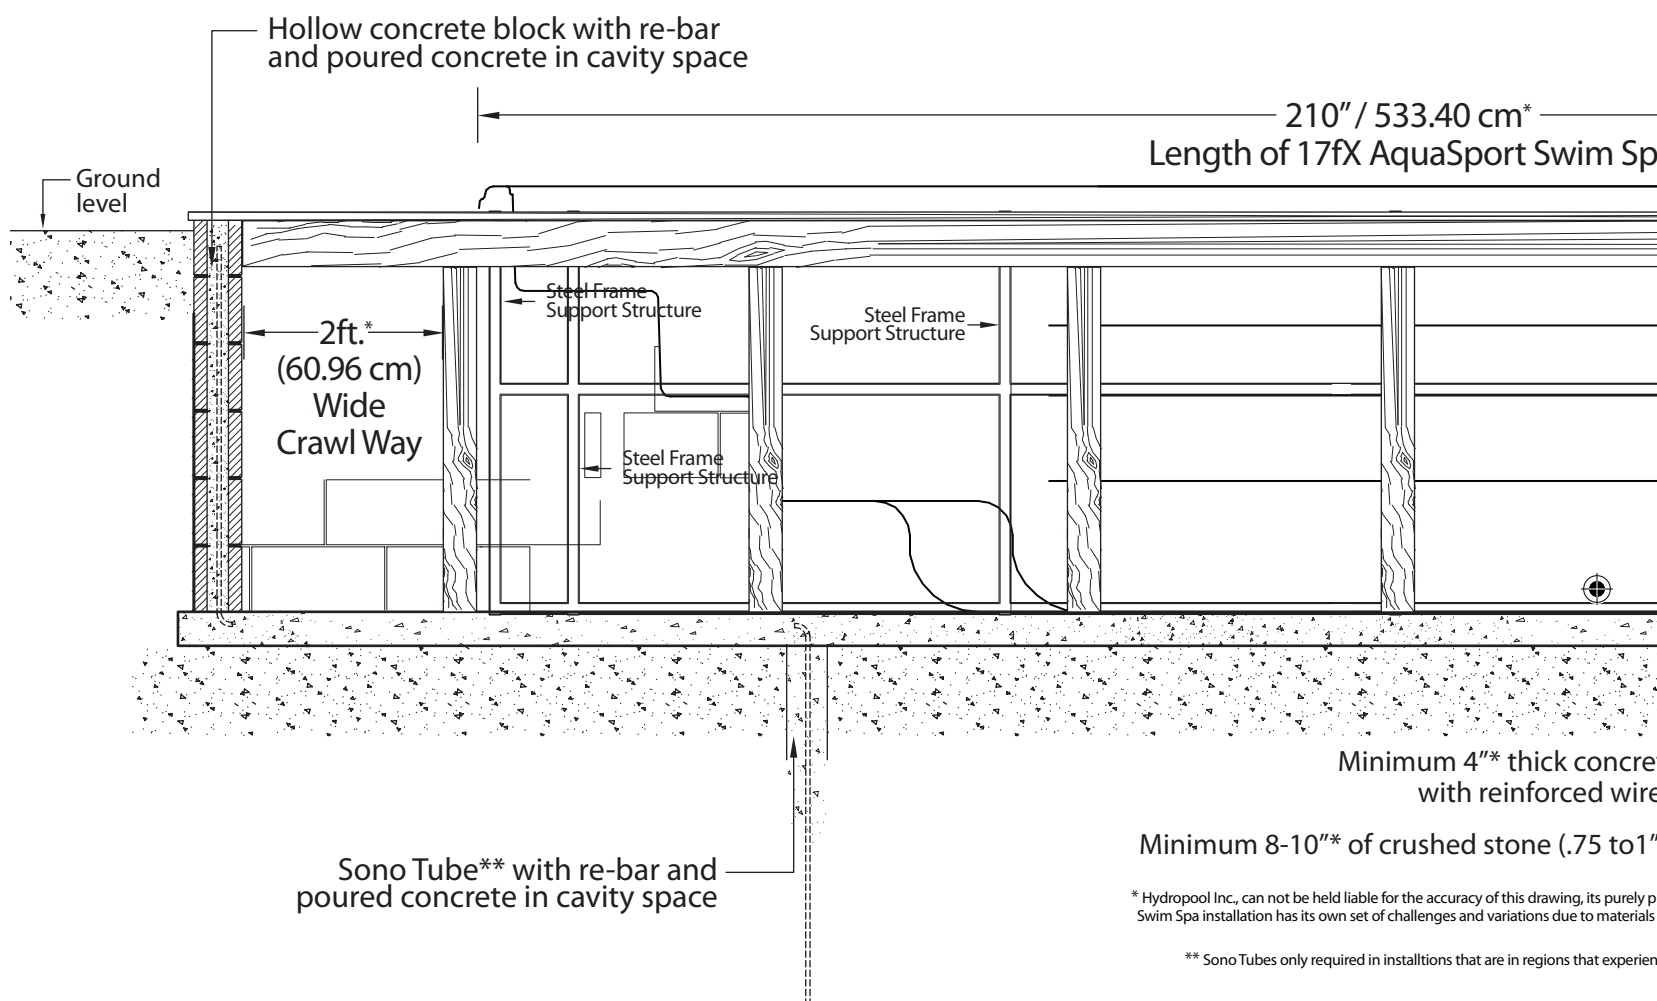 Hollow concrete block with re-bar
and poured concrete in cavity space
210″ / 533.40 cm*
Length of 17fX AquaSport Swim Sp
Ground
level
Steel Frame
Support Structure
Steel Frame
Support Structure
2ft.*
(60.96 cm)
Wide
Crawl Way
Steel Frame
Support Structure
Minimum 4″* thick concre
with reinforced wire
Minimum 8-10″* of crushed stone (.75 to1″
Sono Tube** with re-bar and
poured concrete in cavity space
* Hydropool Inc., can not be held liable for the accuracy of this drawing, its purely p
Swim Spa installation has its own set of challenges and variations due to materials
** Sono Tubes only required in installtions that are in regions that experien